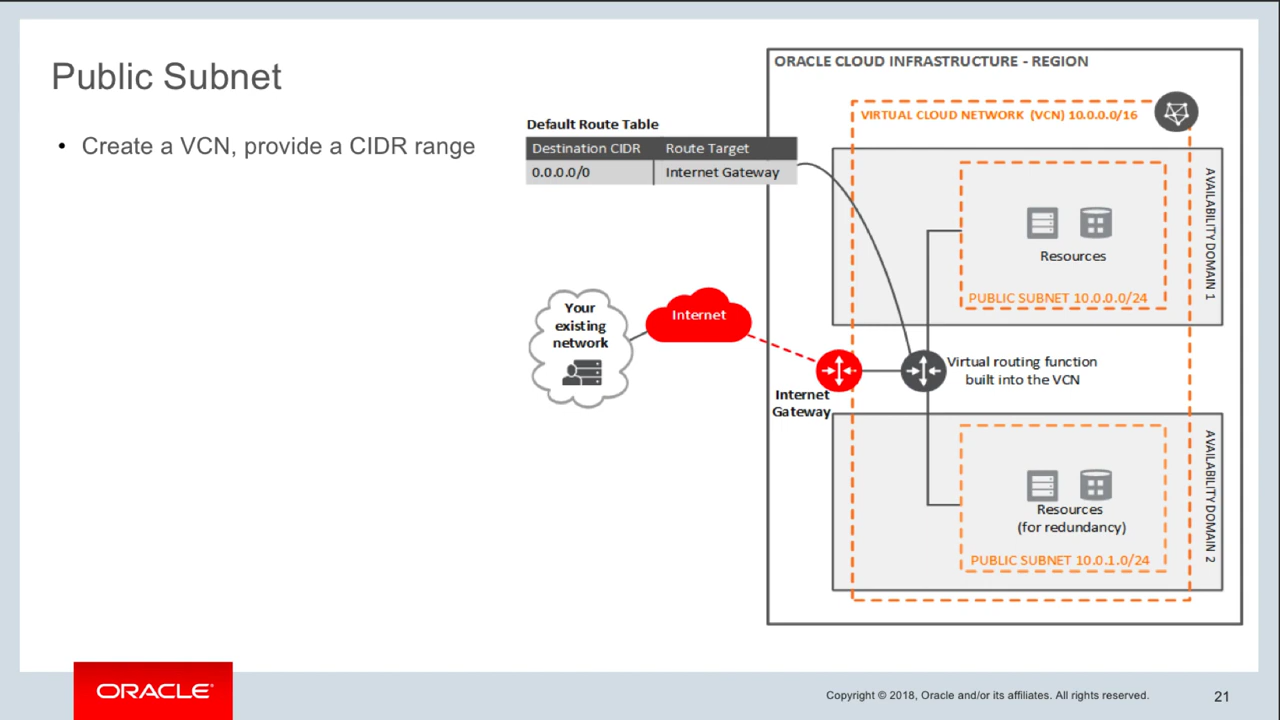 Public Subnet
• Create a VCN, provide a CIDR range
Default Route Table
Destination CIDR Route Target
0.0.0.0/0 Internet Gateway
Your
existing
network
Internet
Internet
Gateway
ORACLE CLOUD INFRASTRUCTURE - REGION
VIRTUAL CLOUD NETWORK (VCN) 10.0.0.0/16
Resources
PUBLIC SUBNET 10.0.0.0/24
AVAILABILITY DOMAIN 1
Virtual routing function
built into the VCN
Resources
(for redundancy)
PUBLIC SUBNET 10.0.1.0/24
AVAILABILITY DOMAIN 2
ORACLE®
Copyright © 2018, Oracle and/or its affiliates. All rights reserved.
21